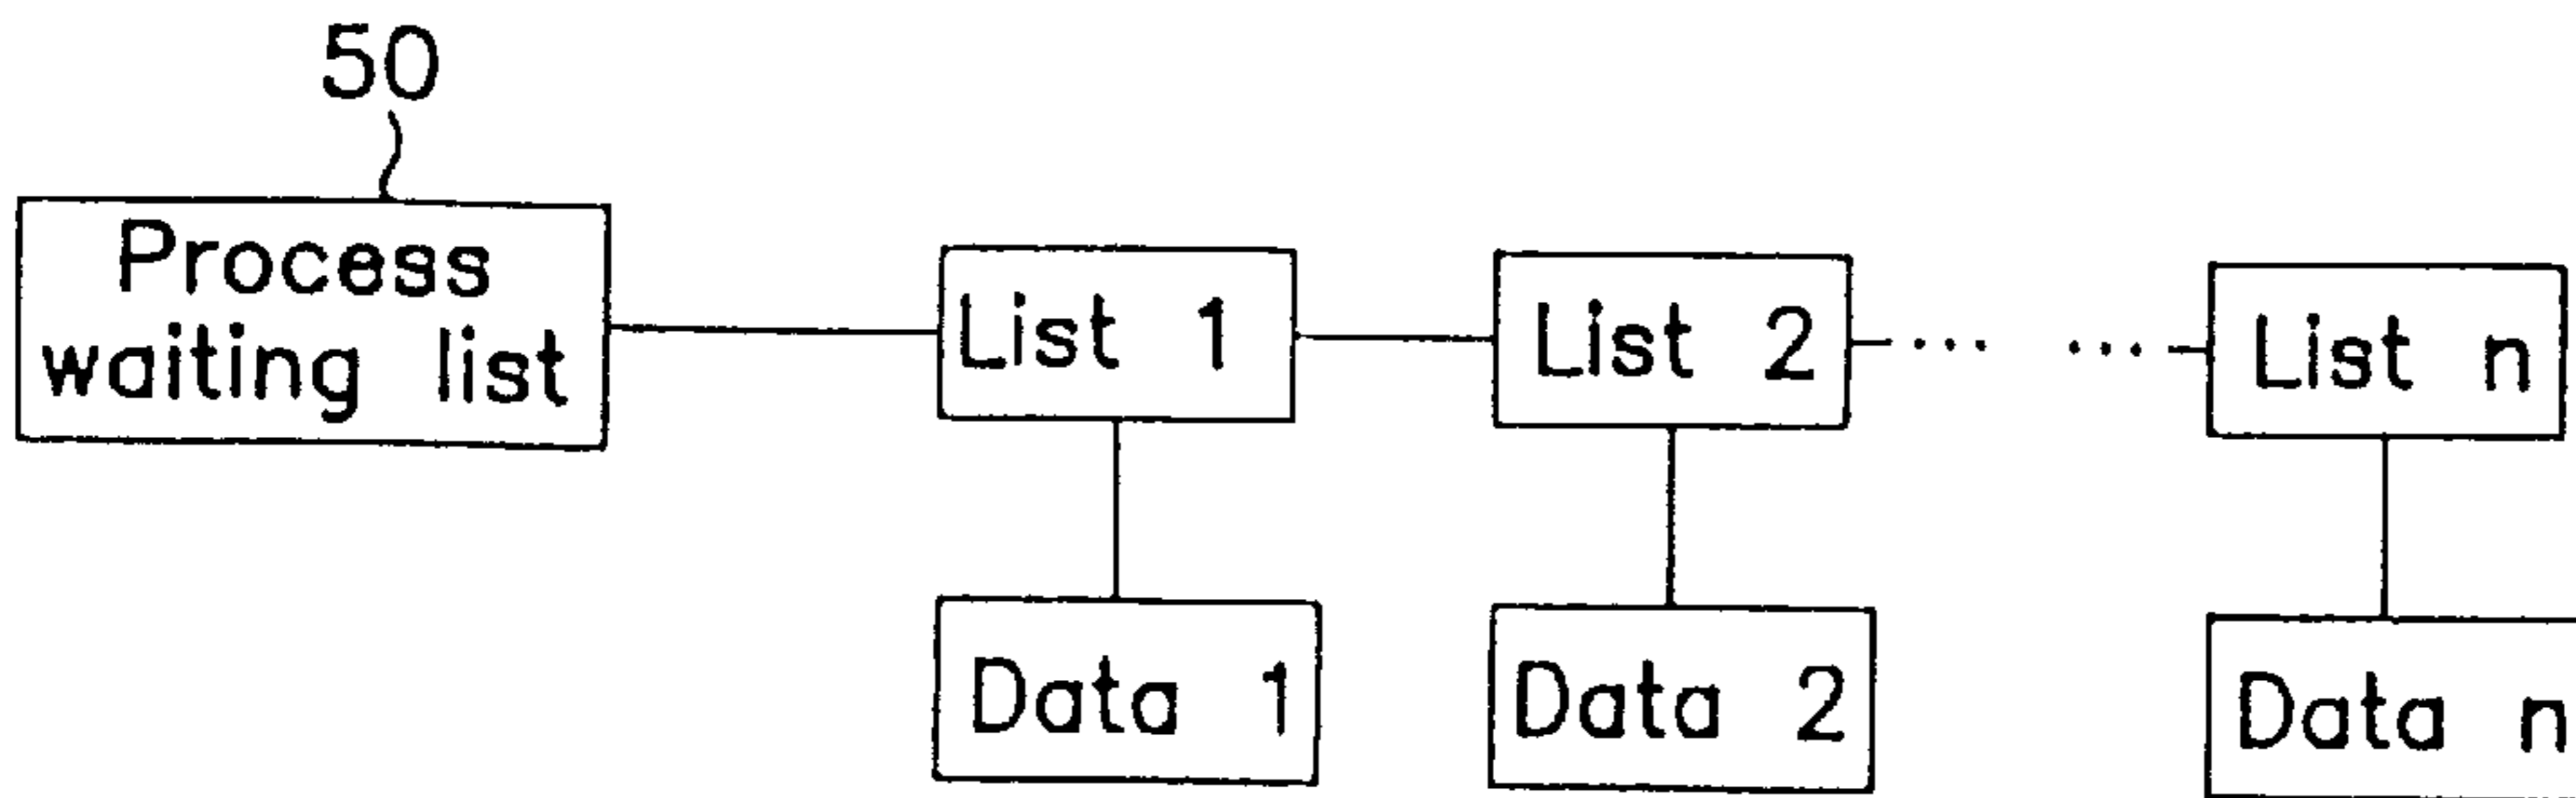 50
Process
waiting list
List 1
List 2
List n
Data 1
Data 2
Data n